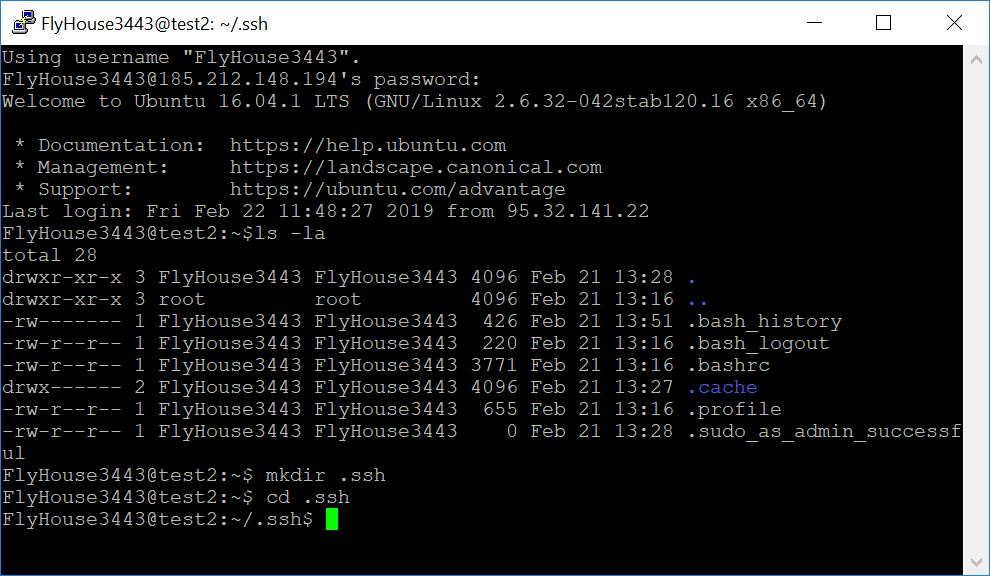 FlyHouse3443@test2: ~/.ssh
Using username "FlyHouse3443".
FlyHouse3443@185.212.148.194's password:
Welcome to Ubuntu 16.04.1 LTS (GNU/Linux 2.6.32-042stab120.16 x86_64)

 * Documentation:  https://help.ubuntu.com
 * Management:     https://landscape.canonical.com
 * Support:        https://ubuntu.com/advantage
Last login: Fri Feb 22 11:48:27 2019 from 95.32.141.22
FlyHouse3443@test2:~$ls -la
total 28
drwxr-xr-x 3 FlyHouse3443 FlyHouse3443 4096 Feb 21 13:28 .
drwxr-xr-x 3 root         root         4096 Feb 21 13:16 ..
-rw------- 1 FlyHouse3443 FlyHouse3443  426 Feb 21 13:51 .bash_history
-rw-r--r-- 1 FlyHouse3443 FlyHouse3443  220 Feb 21 13:16 .bash_logout
-rw-r--r-- 1 FlyHouse3443 FlyHouse3443 3771 Feb 21 13:16 .bashrc
drwx------ 2 FlyHouse3443 FlyHouse3443 4096 Feb 21 13:27 .cache
-rw-r--r-- 1 FlyHouse3443 FlyHouse3443  655 Feb 21 13:16 .profile
-rw-r--r-- 1 FlyHouse3443 FlyHouse3443    0 Feb 21 13:28 .sudo_as_admin_successf
ul
FlyHouse3443@test2:~$ mkdir .ssh
FlyHouse3443@test2:~$ cd .ssh
FlyHouse3443@test2:~/.ssh$